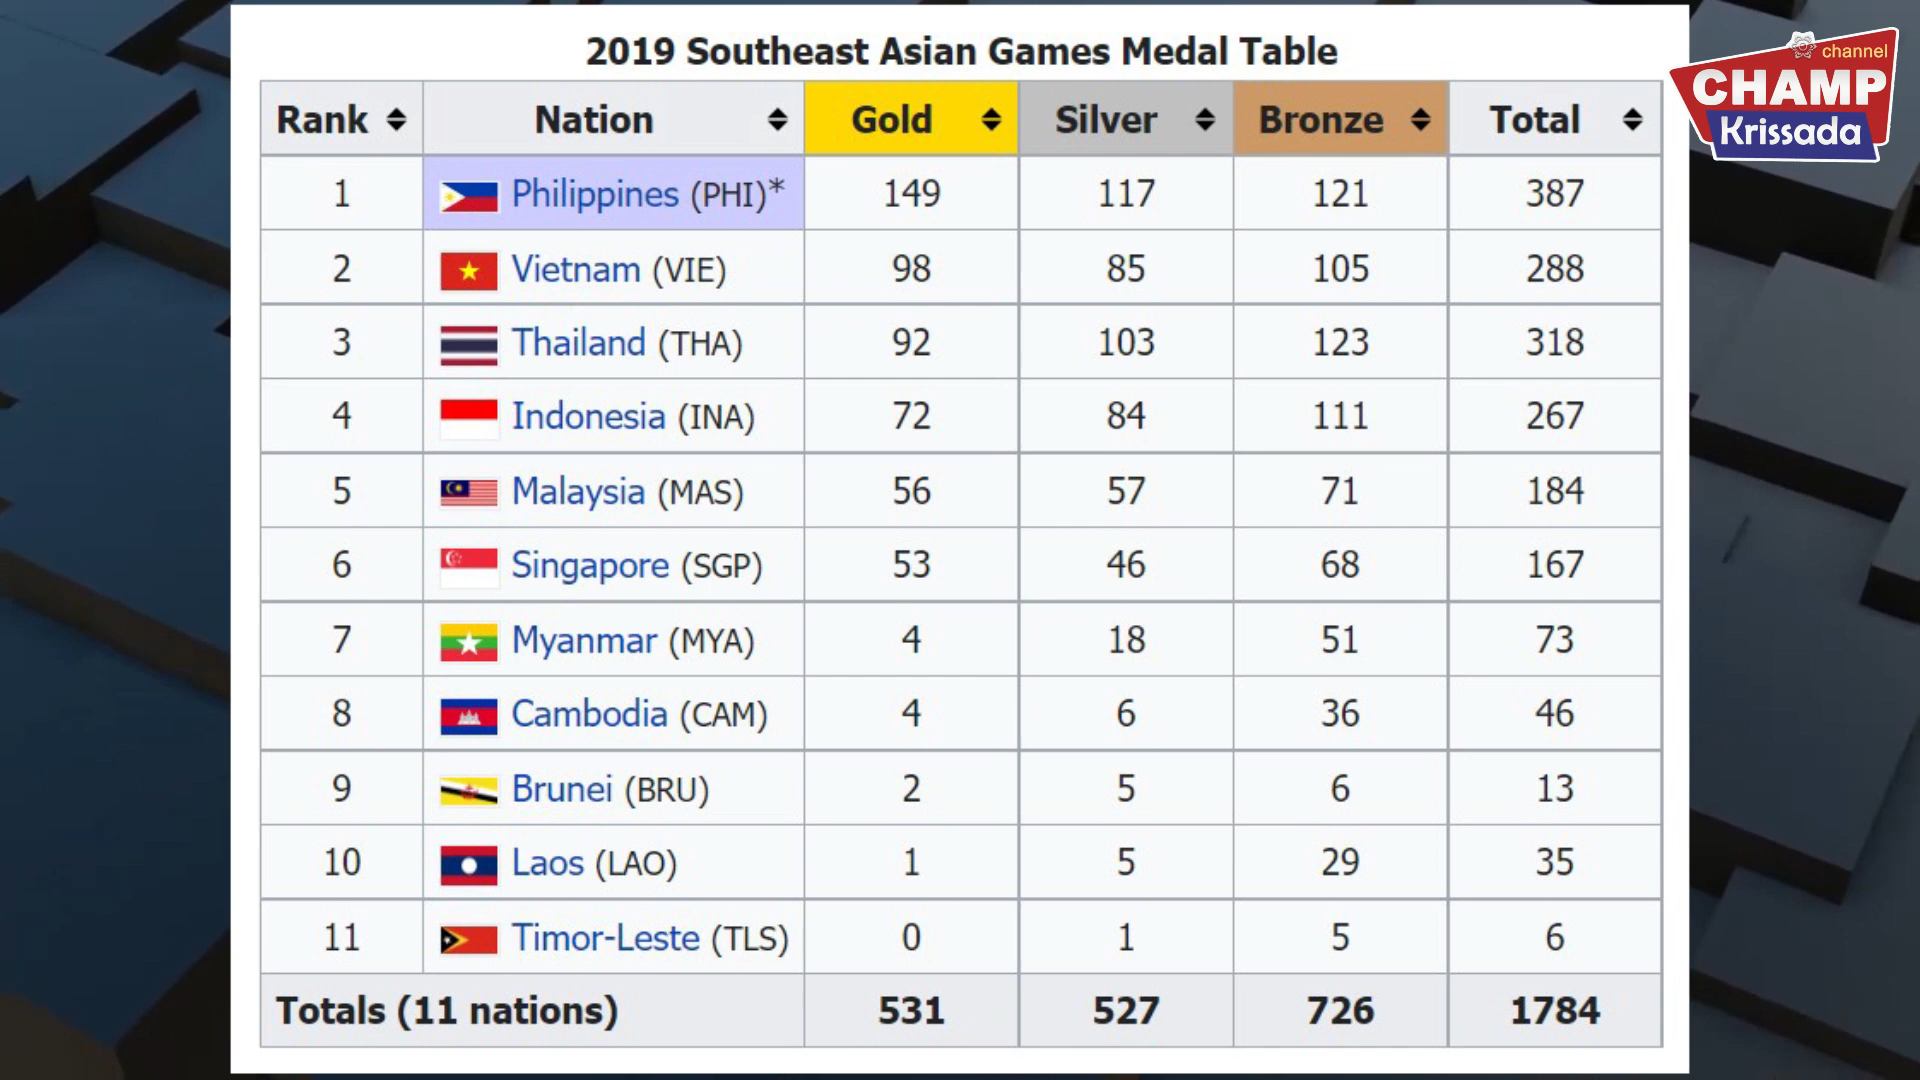 2019 Southeast Asian Games Medal Table
Rank Nation Gold Silver Bronze Total
1 Philippines (PHI)* 149 117 121 387
2 Vietnam (VIE) 98 85 105 288
3 Thailand (THA) 92 103 123 318
4 Indonesia (INA) 72 84 111 267
5 Malaysia (MAS) 56 57 71 184
6 Singapore (SGP) 53 46 68 167
7 Myanmar (MYA) 4 18 51 73
8 Cambodia (CAM) 4 6 36 46
9 Brunei (BRU) 2 5 6 13
10 Laos (LAO) 1 5 29 35
11 Timor-Leste (TLS) 0 1 5 6
Totals (11 nations) 531 527 726 1784
channel
CHAMP
Krissada